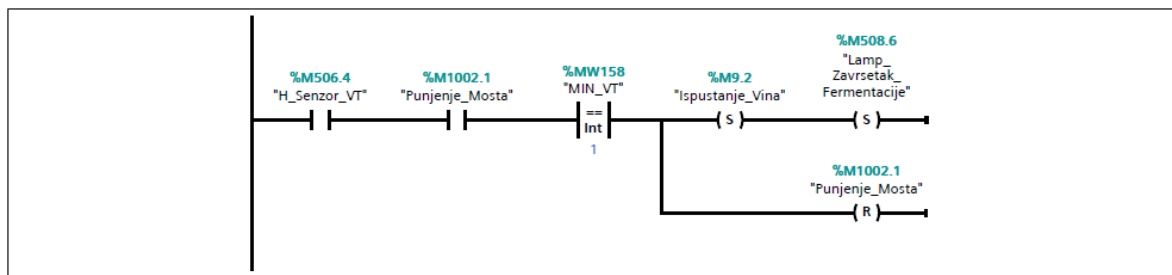 %M508.6
"Lamp_
Zavrsetak_
Fermentacije"
%M506.4
"H_Senzor_VT"
%M1002.1
"Punjenje_Mosta"
%MW158
"MIN_VT"
%M9.2
"Ispustanje_Vina"
==
Int
1
S
S
%M1002.1
"Punjenje_Mosta"
R